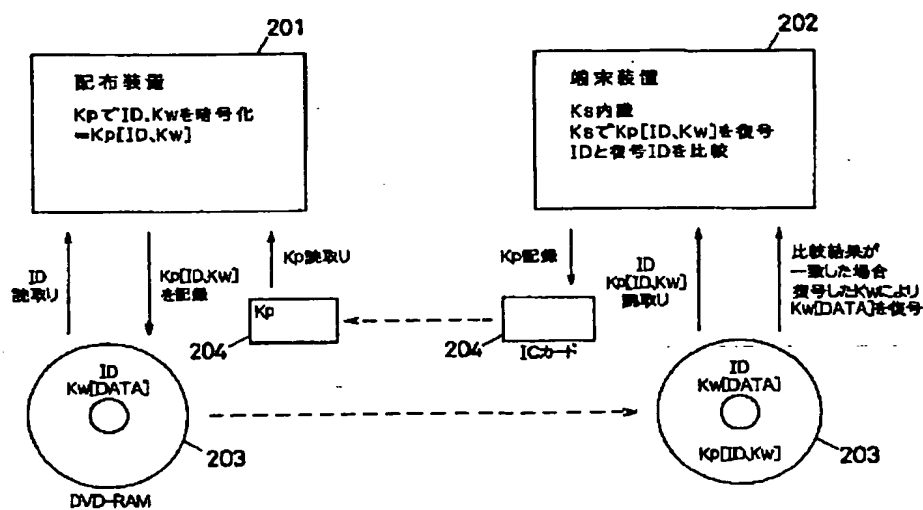 201
配布装置
KpでID.Kwを暗号化
=Kp[ID、Kw]
202
端末装置
Ks内蔵
KsでKp[ID、Kw]を復号
IDと復号IDを比較
ID
読取り
Kp[ID、Kw]
を記録
Kp読取り
Kp
204
Kp記録
204
ICカード
ID
Kp[ID、Kw]
読取り
比較結果が
一致した場合
復号したKwにより
Kw[DATA]を復号
ID
Kw[DATA]
203
DVD-RAM
ID
Kw[DATA]
Kp[ID、Kw]
203